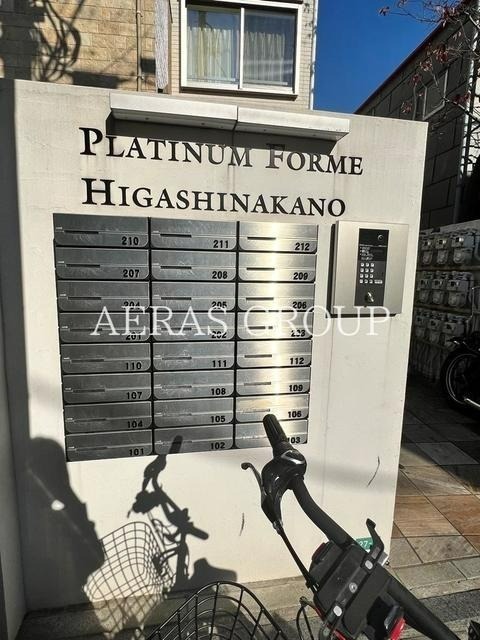 PLATINUM FORME
HIGASHINAKANO
210 211 212
207 208 209
204 205 206
201 202 203
AERAS GROUP
110 111 112
107 108 109
104 105 106
101 102 103